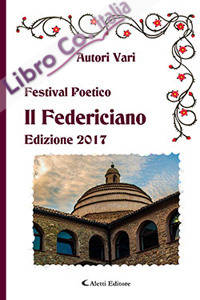 Libro Co Italia
Autori Vari
Festival Poetico
Il Federiciano
Edizione 2017
Aletti Editore